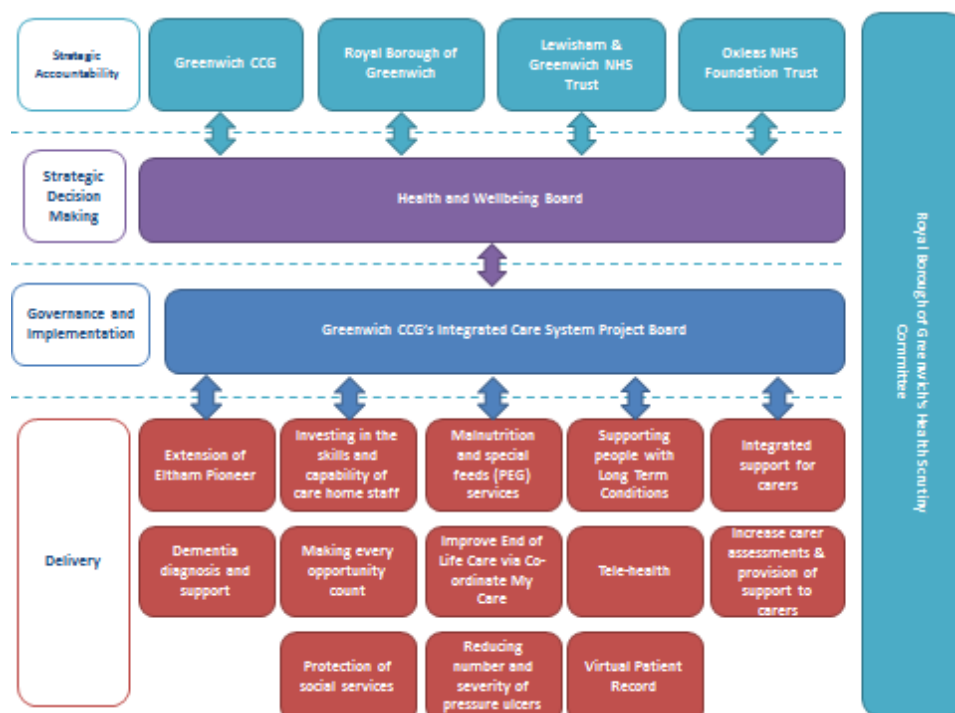 Strategic
Accountability
Greenwich CCG
Royal Borough of
Greenwich
Lewisham &
Greenwich NHS
Trust
Oxleas NHS
Foundation Trust
Strategic
Decision
Making
Health and Wellbeing Board
Governance and
Implementation
Greenwich CCG's Integrated Care System Project Board
Delivery
Extension of
Eltham Pioneer
Investing in the
skills and
capability of
care home staff
Malnutrition
and special
feeds (PEG)
services
Supporting
people with
Long Term
Conditions
Integrated
support for
carers
Dementia
diagnosis and
support
Making every
opportunity
count
Improve End of
Life Care via Co-
ordinate My
Care
Tele-health
Increase carer
assessments &
provision of
support to
carers
Protection of
social services
Reducing
number and
severity of
pressure ulcers
Virtual Patient
Record
Royal Borough of Greenwich's Health Scrutiny
Committee